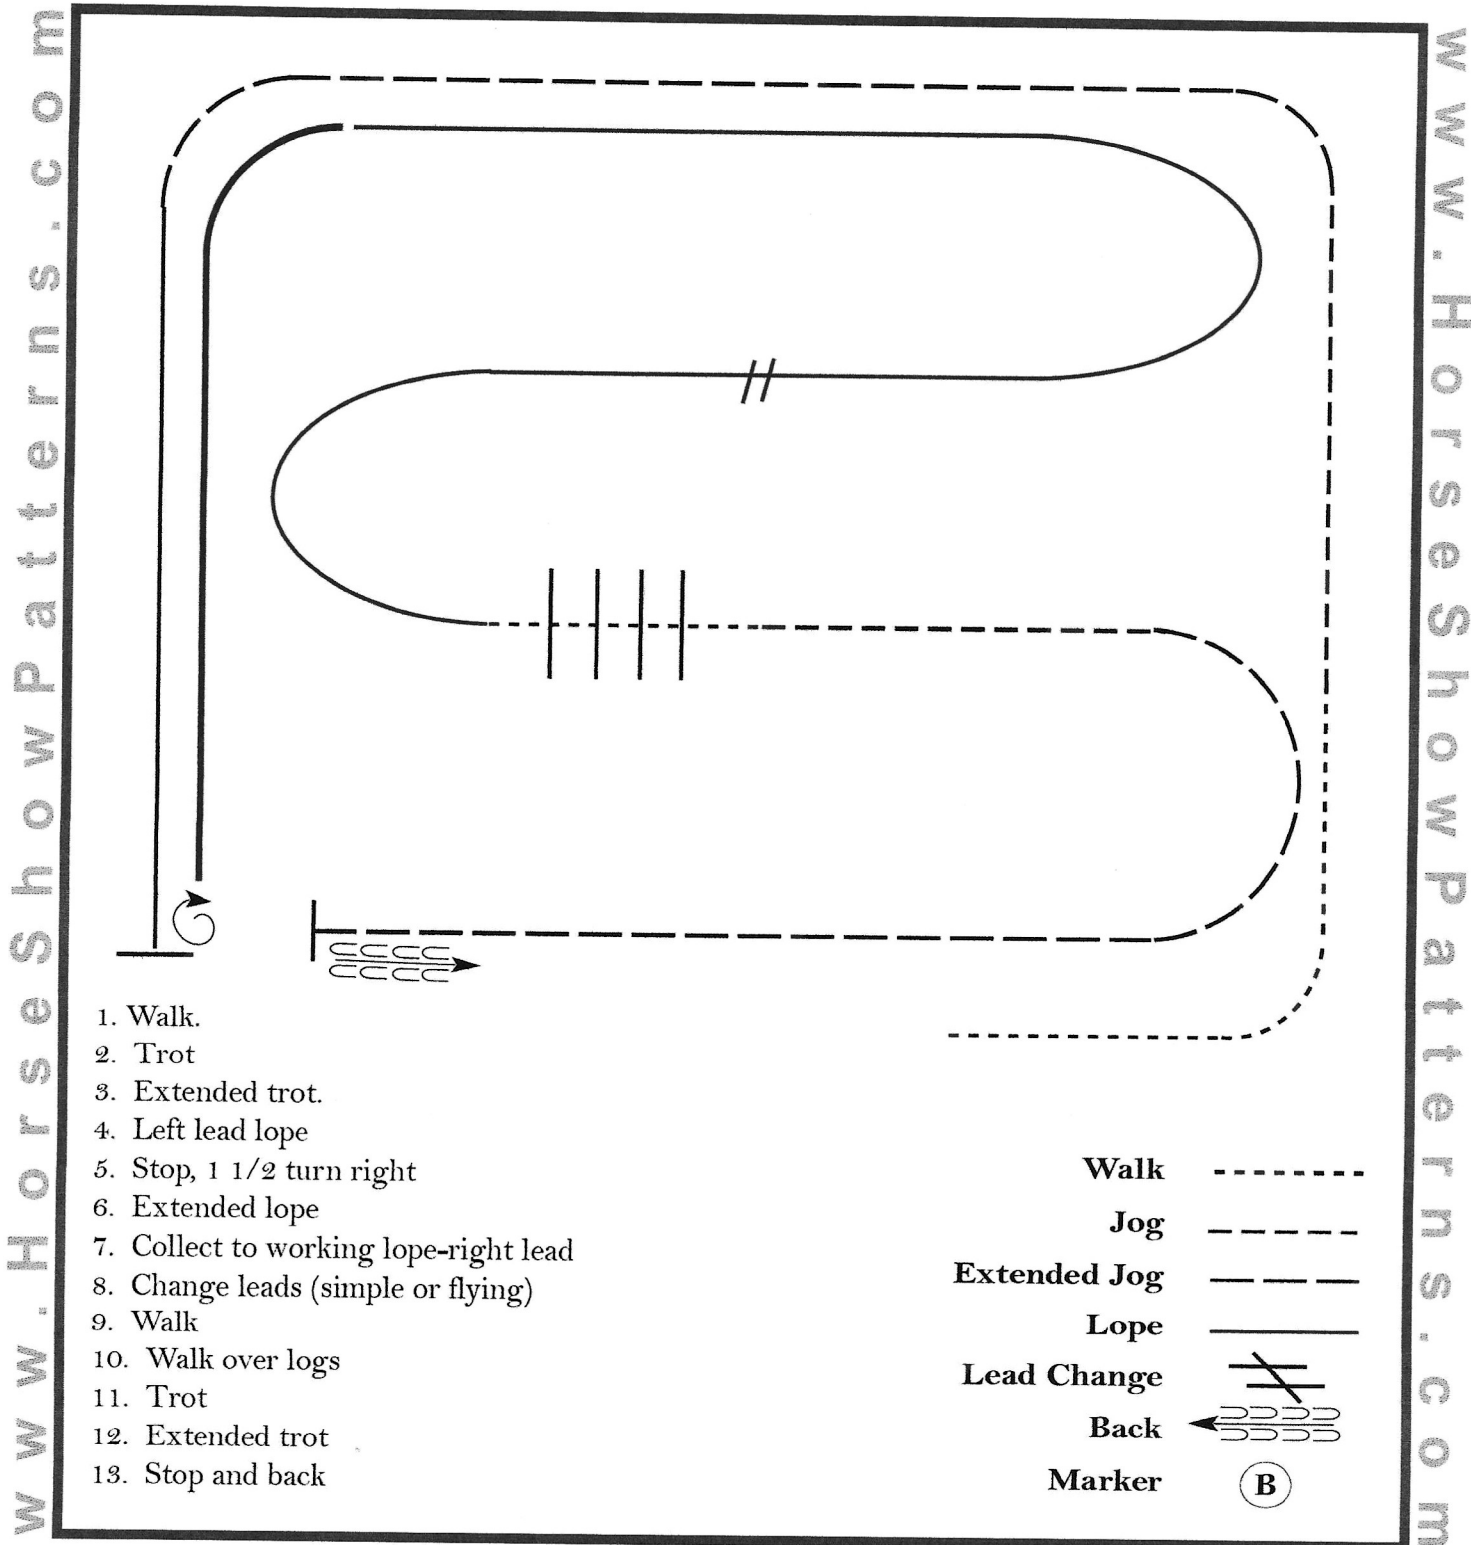 www.HorseShowPatterns.com
1. Walk.
2. Trot
3. Extended trot.
4. Left lead lope
5. Stop, 1 1/2 turn right
6. Extended lope
7. Collect to working lope-right lead
8. Change leads (simple or flying)
9. Walk
10. Walk over logs
11. Trot
12. Extended trot
13. Stop and back
Walk
Jog
Extended Jog
Lope
Lead Change
Back
Marker B
www.HorseShowPatterns.com